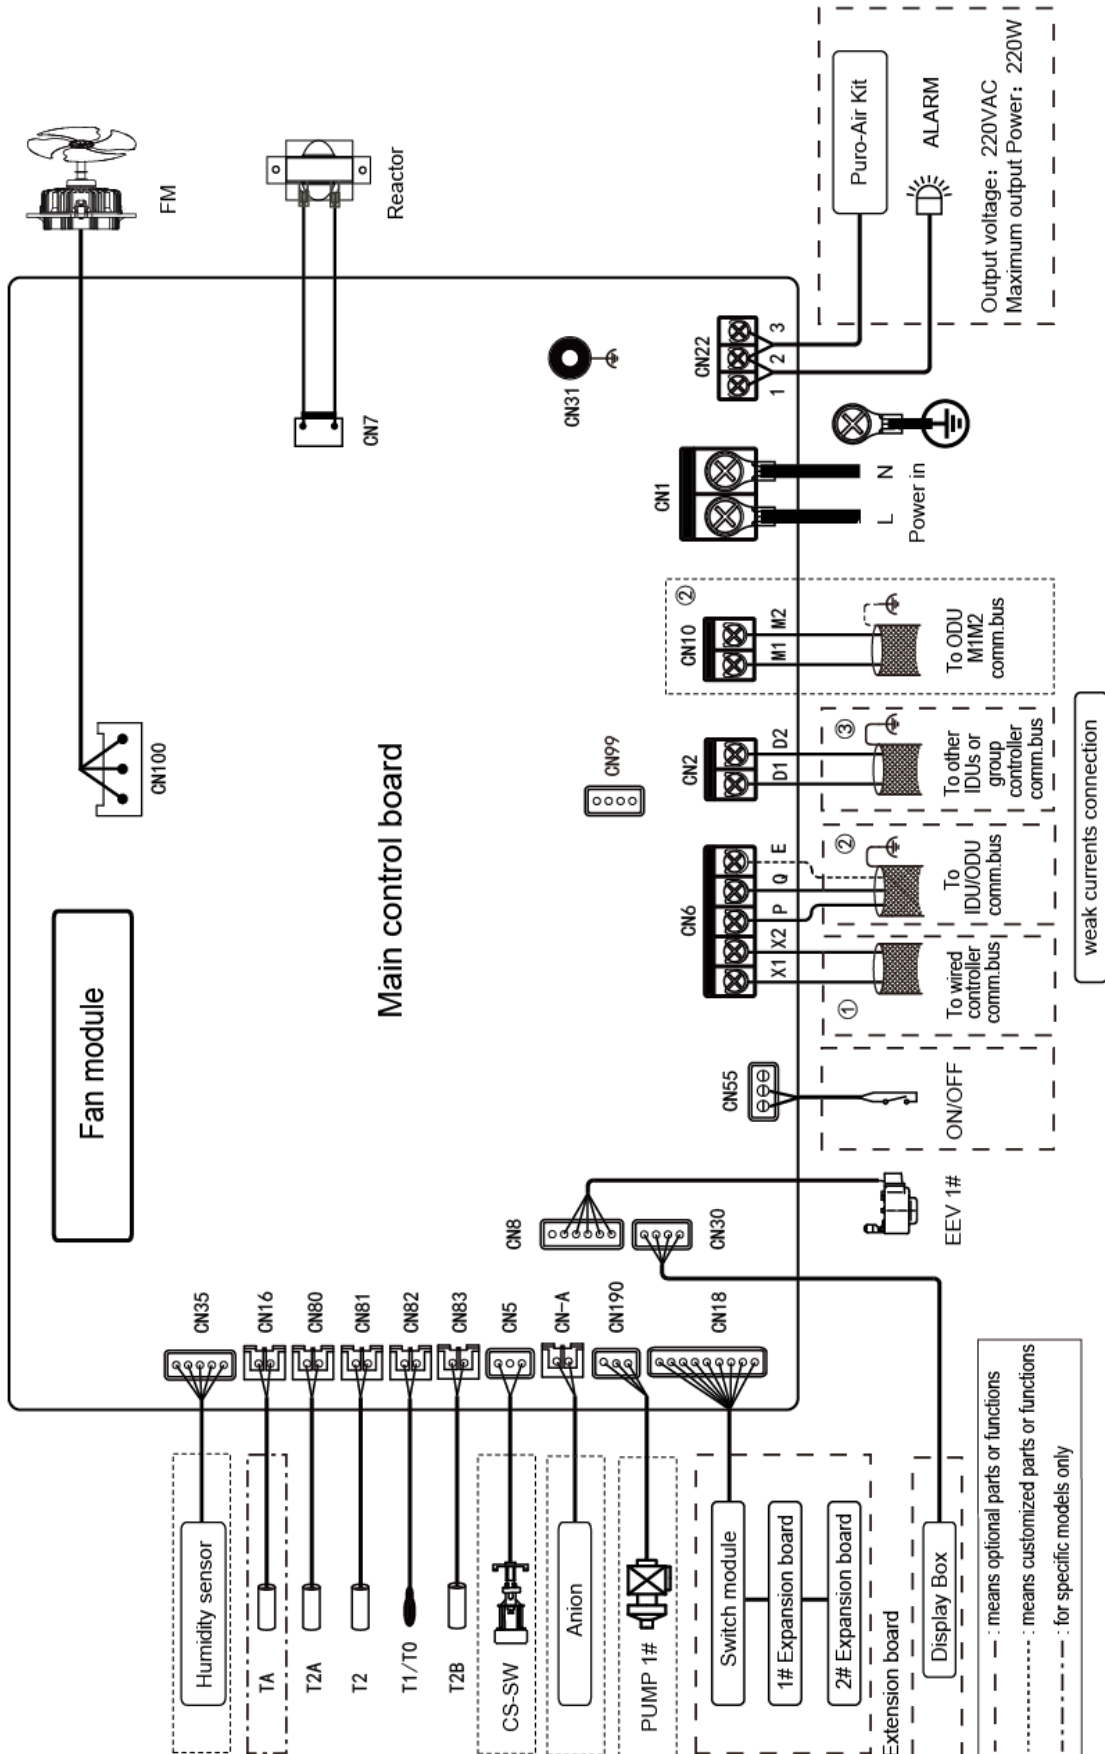 FM
Reactor
Puro-Air Kit
ALARM
Output voltage: 220VAC
Maximum output Power: 220W
Fan module
CN100
Main control board
CN7
CN31
CN99
CN22
1 2 3
CN1
L N
Power in
CN10
②
M1 M2
To ODU
M1M2
comm.bus
CN2
D1 D2
③
To other
IDUs or
group
controller
comm.bus
CN6
X1 X2 P Q E
②
To
IDU/ODU
comm.bus
①
To wired
controller
comm.bus
weak currents connection
CN55
ON/OFF
CN8
EEV 1#
CN30
CN35
CN16
CN80
CN81
CN82
CN83
CN5
CN-A
CN190
CN18
Humidity sensor
TA
T2A
T2
T1/T0
T2B
CS-SW
Anion
PUMP 1#
Switch module
1# Expansion board
2# Expansion board
Extension board
Display Box
: means optional parts or functions
: means customized parts or functions
: for specific models only